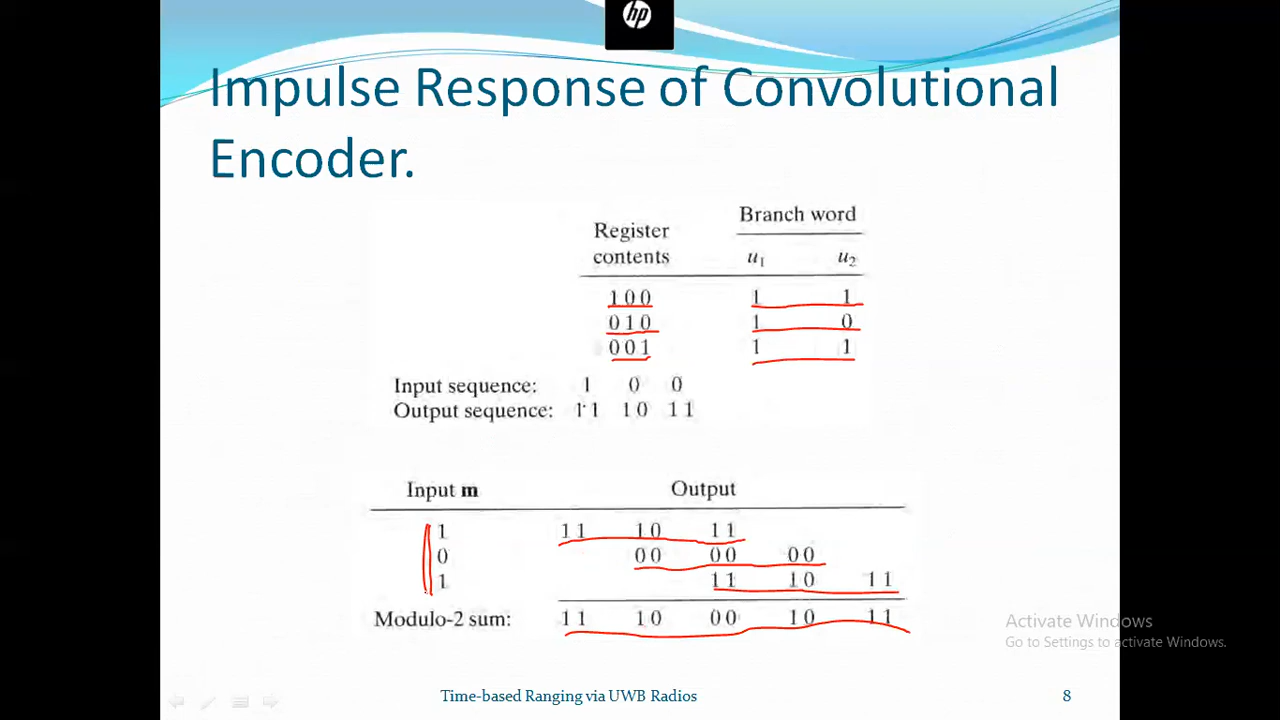 hp
Impulse Response of Convolutional
Encoder.
Branch word
Register
contents u₁ u₂
1 0 0 1 1
0 1 0 1 0
0 0 1 1 1
Input sequence: 1 0 0
Output sequence: 1 1 1 0 1 1
Input m Output
1 1 1 1 0 1 1
0 0 0 0 0 0 0
1 1 1 1 0 1 1
Modulo-2 sum: 1 1 1 0 0 0 1 0 1 1
Activate Windows
Go to Settings to activate Windows.
Time-based Ranging via UWB Radios 8